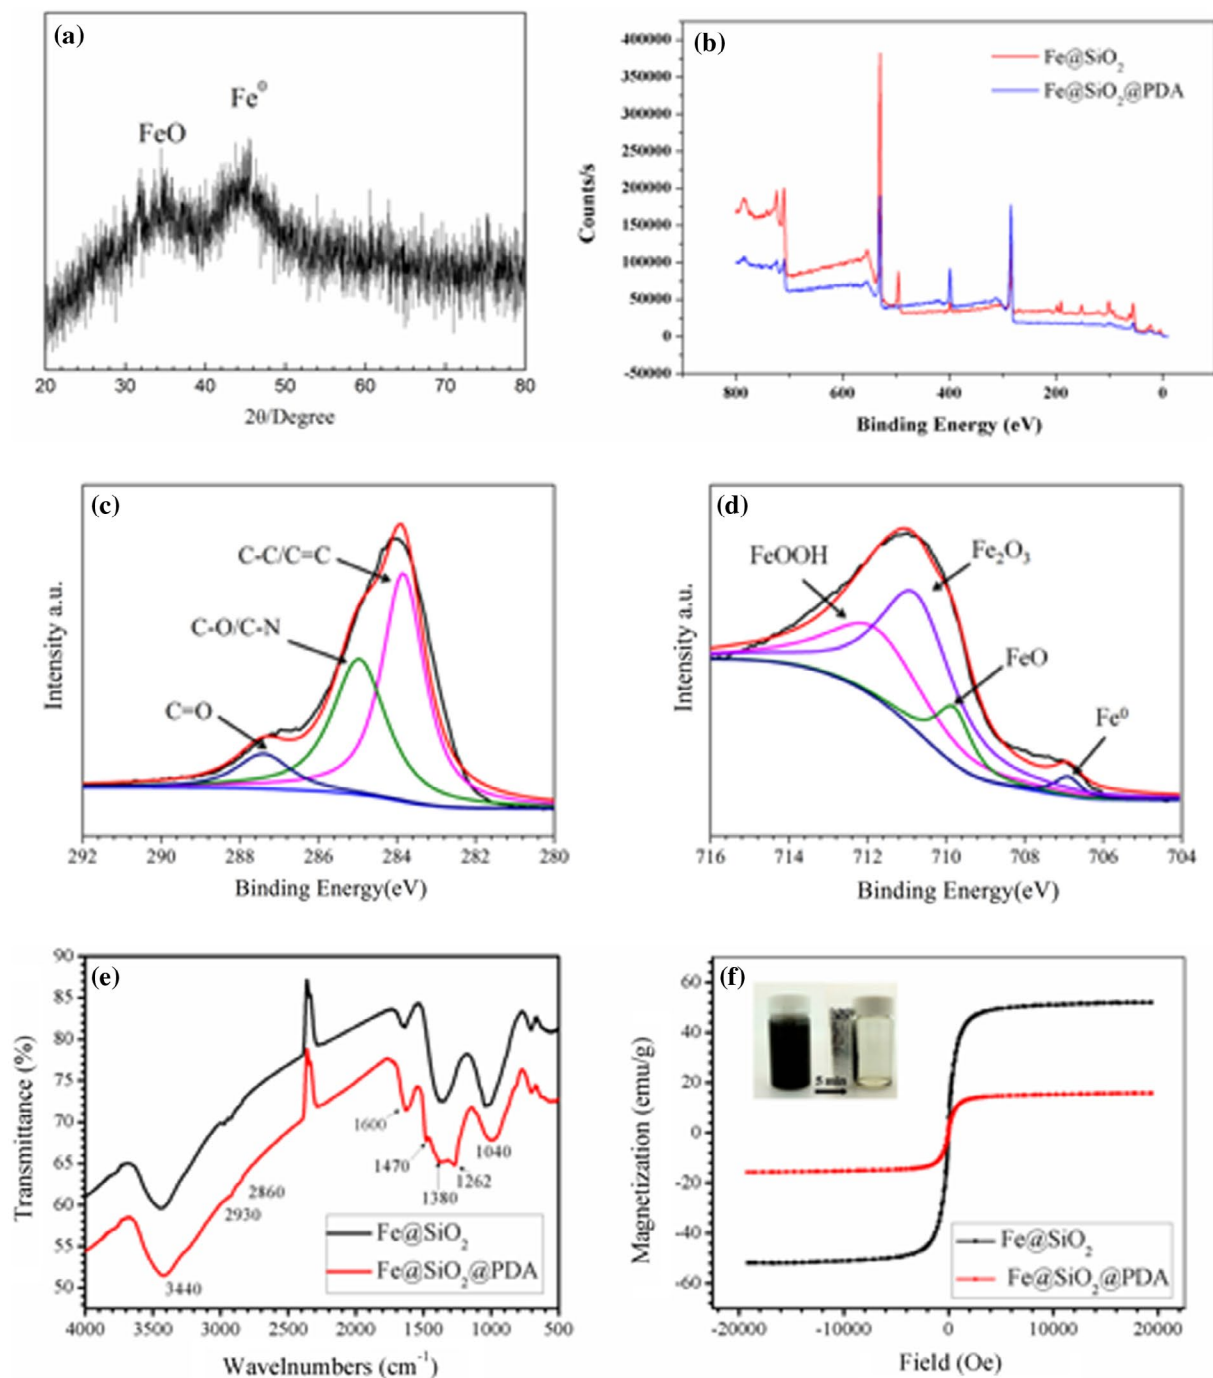 (a)
Fe⁰
FeO
20 30 40 50 60 70 80
2θ/Degree
(b)
Fe@SiO₂
Fe@SiO₂@PDA
400000
350000
300000
250000
200000
150000
100000
50000
0
-50000
Counts/s
800 600 400 200 0
Binding Energy (eV)
(c)
C-C/C=C
C-O/C-N
C=O
Intensity a.u.
292 290 288 286 284 282 280
Binding Energy(eV)
(d)
FeOOH
Fe₂O₃
FeO
Fe⁰
Intensity a.u.
716 714 712 710 708 706 704
Binding Energy(eV)
(e)
90
85
80
75
70
65
60
55
50
Transmittance (%)
1600
1470
1380
1262
1040
2860
2930
3440
Fe@SiO₂
Fe@SiO₂@PDA
4000 3500 3000 2500 2000 1500 1000 500
Wavelnumbers (cm⁻¹)
(f)
60
40
20
0
-20
-40
-60
Magnetization (emu/g)
5 min
Fe@SiO₂
Fe@SiO₂@PDA
-20000 -10000 0 10000 20000
Field (Oe)